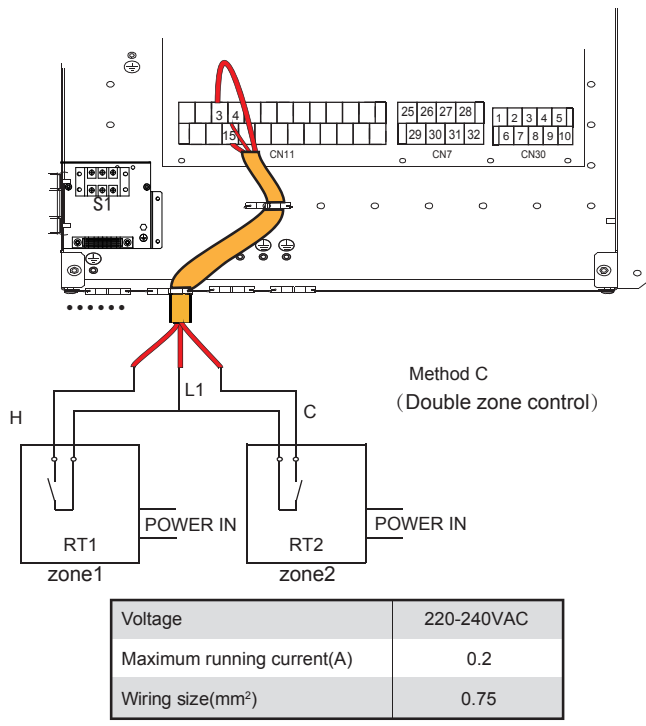 25 26 27 28
3 4
1 2 3 4 5
15
29 30 31 32
6 7 8 9 10
CN11
CN7
CN30
S1
Method C
L1
（Double zone control）
H
C
POWER IN
POWER IN
RT1
RT2
zone1
zone2
Voltage 220-240VAC
Maximum running current(A) 0.2
Wiring size(mm²) 0.75